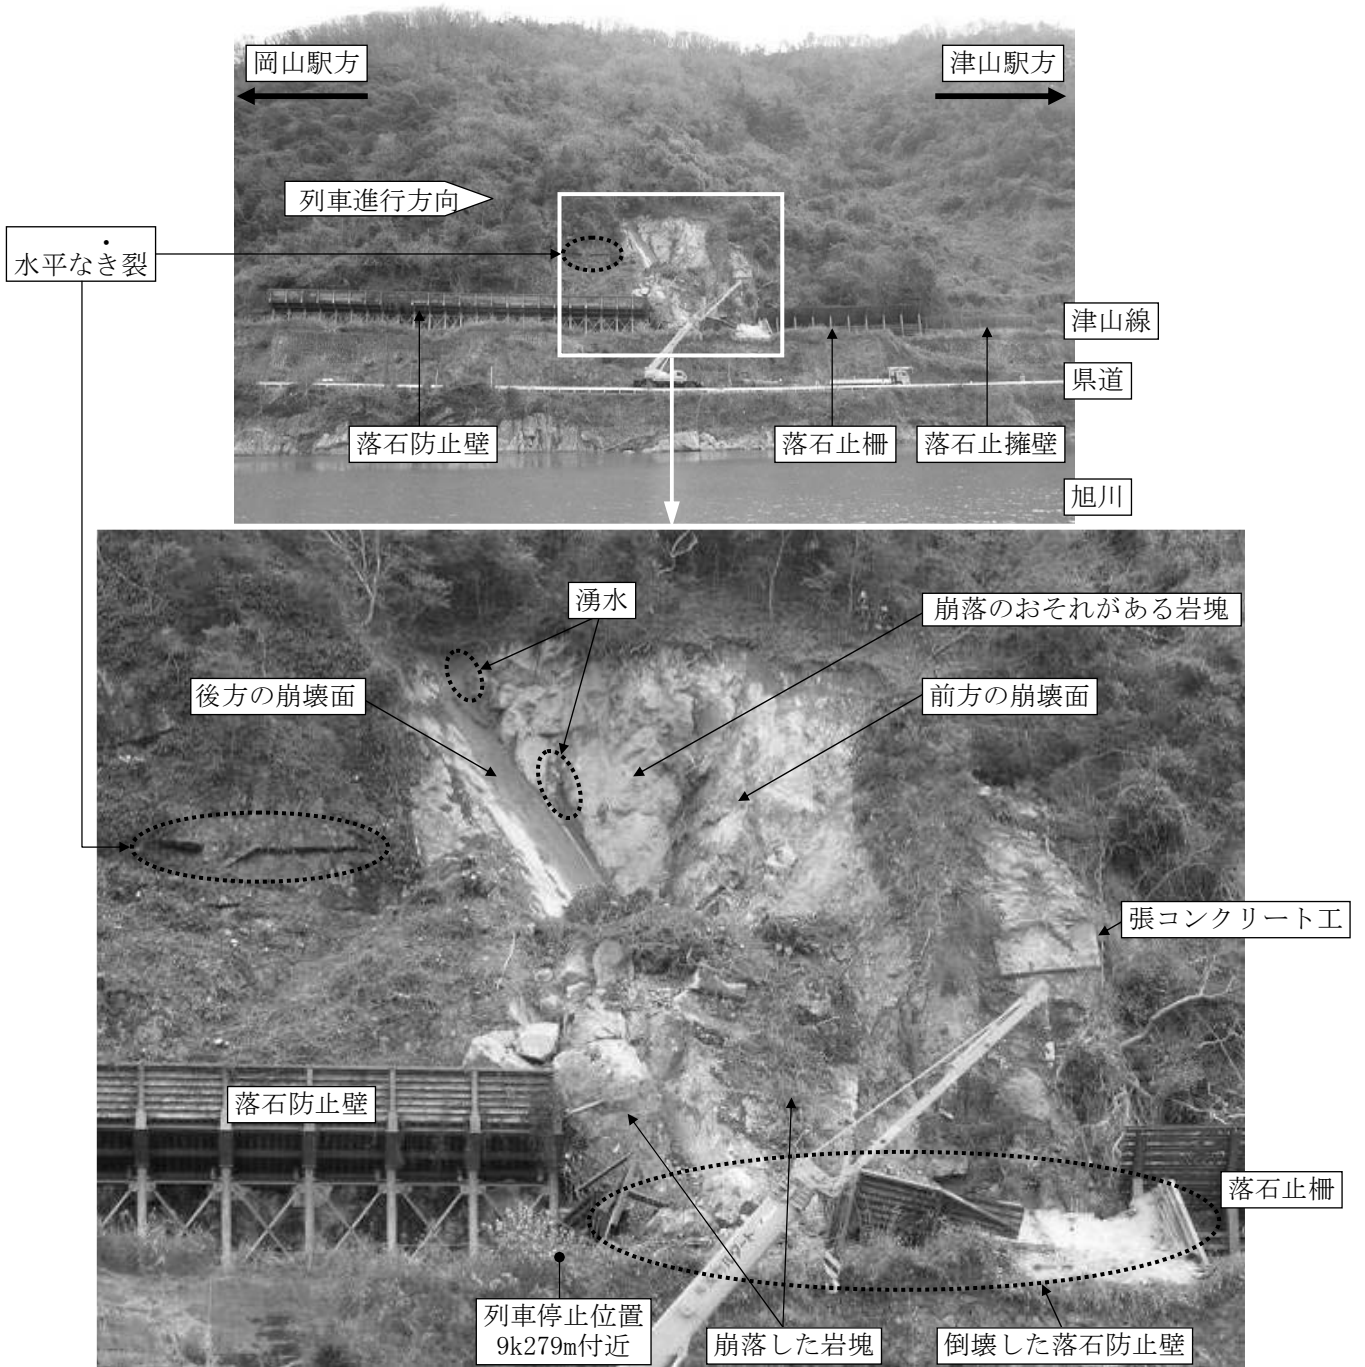 岡山駅方
津山駅方
列車進行方向
水平なき裂
津山線
県道
落石防止壁
落石止柵
落石止擁壁
旭川
湧水
崩落のおそれがある岩塊
後方の崩壊面
前方の崩壊面
張コンクリート工
落石防止壁
落石止柵
列車停止位置
9k279m付近
崩落した岩塊
倒壊した落石防止壁